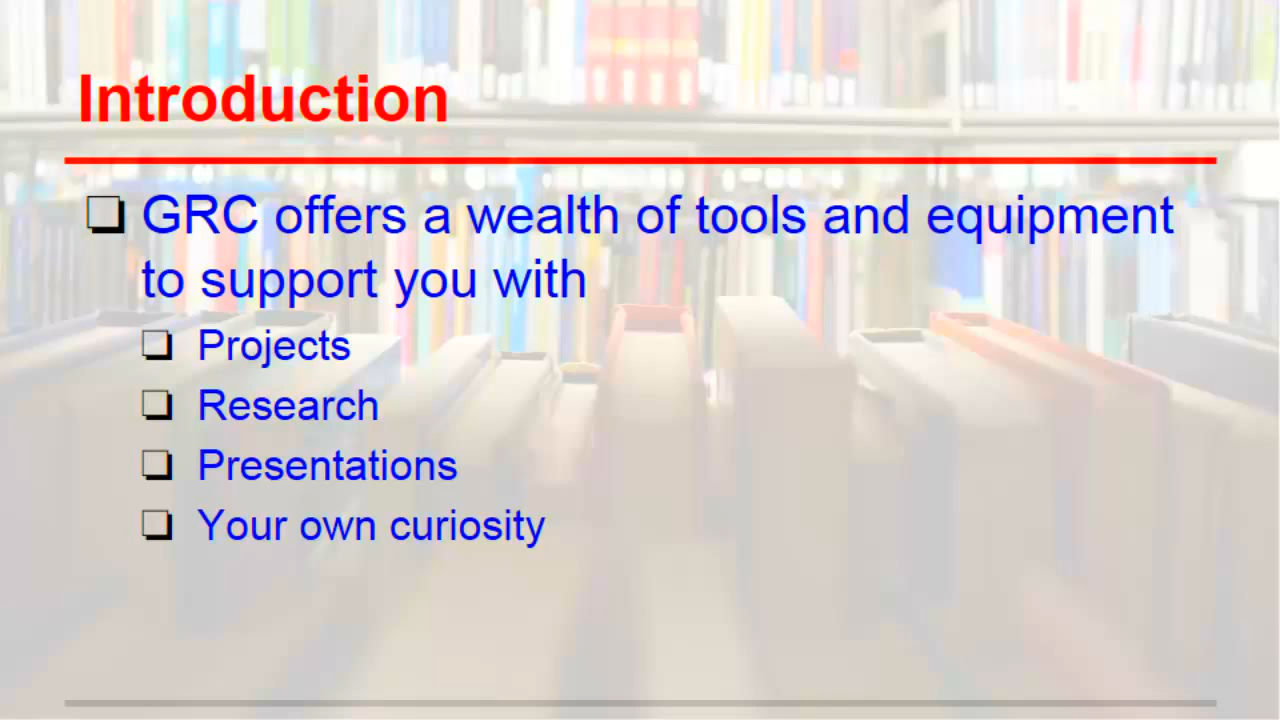 Introduction
❏ GRC offers a wealth of tools and equipment
to support you with
❏ Projects
❏ Research
❏ Presentations
❏ Your own curiosity